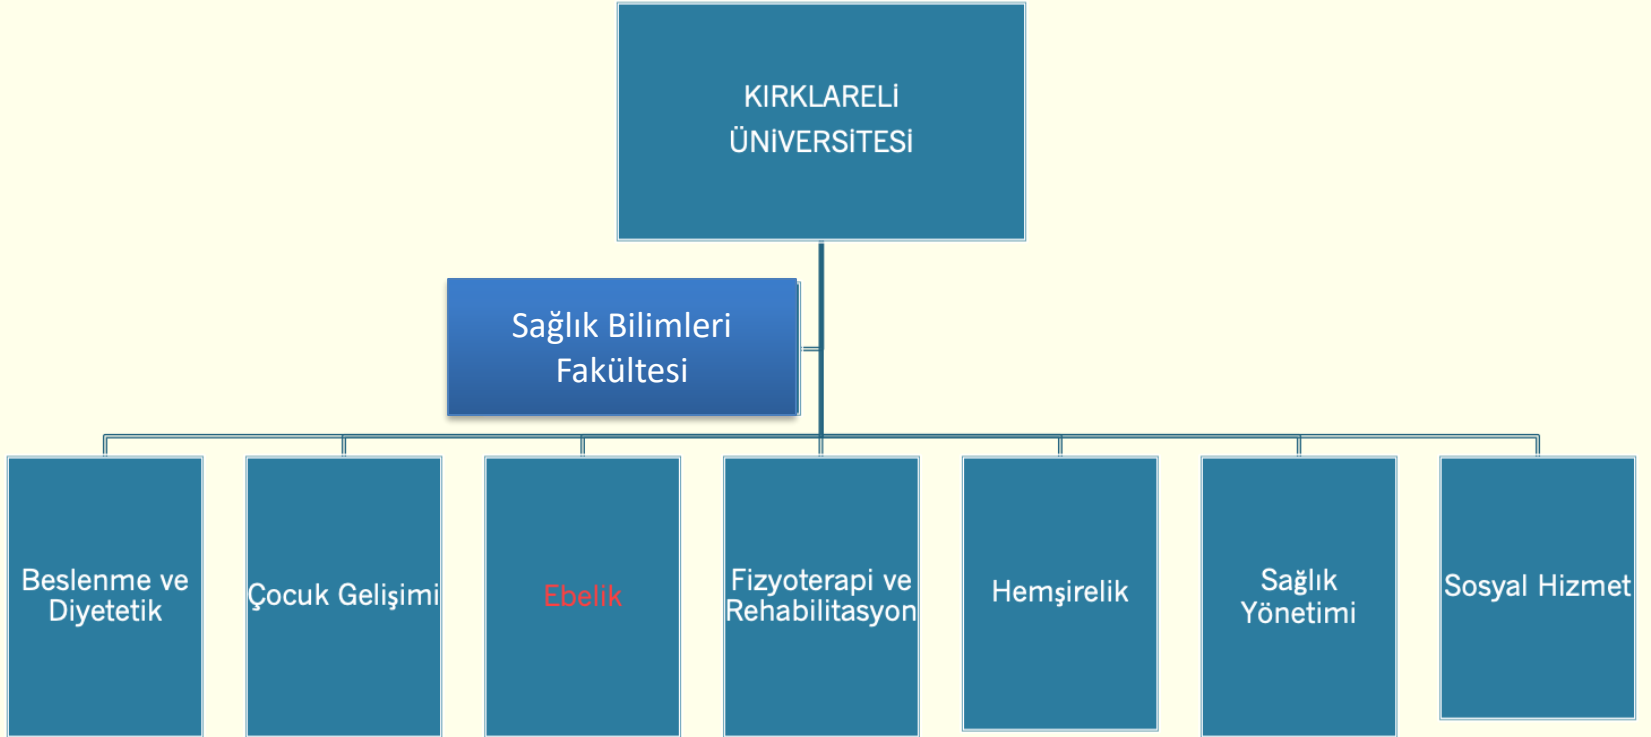 KIRKLARELİ
ÜNİVERSİTESİ
Sağlık Bilimleri
Fakültesi
Beslenme ve
Diyetetik
Çocuk Gelişimi
Ebelik
Fizyoterapi ve
Rehabilitasyon
Hemşirelik
Sağlık
Yönetimi
Sosyal Hizmet